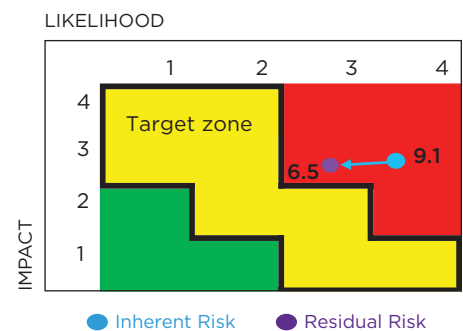 LIKELIHOOD
1 2 3 4
4
Target zone
3
9.1
6.5
2
1
IMPACT
Inherent Risk Residual Risk